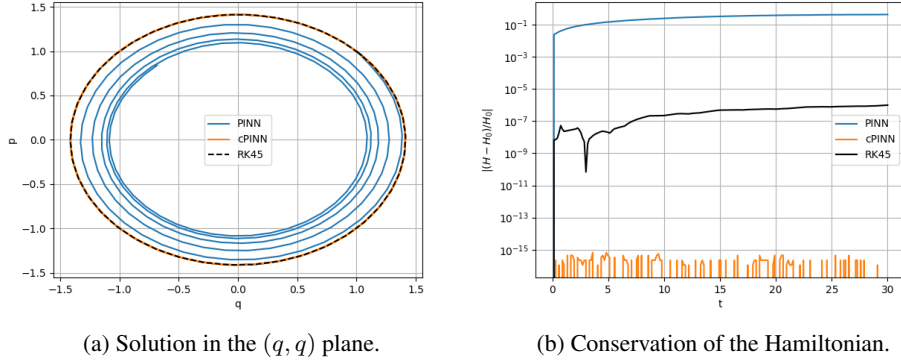 1.5
1.0
0.5
0.0
−0.5
−1.0
−1.5
p
−1.5 −1.0 −0.5 0.0 0.5 1.0 1.5
q
PINN
cPINN
RK45
(a) Solution in the (q, q) plane.
10⁻¹
10⁻³
10⁻⁵
10⁻⁷
10⁻⁹
10⁻¹¹
10⁻¹³
10⁻¹⁵
|(H − H₀)/H₀|
0 5 10 15 20 25 30
t
PINN
cPINN
RK45
(b) Conservation of the Hamiltonian.